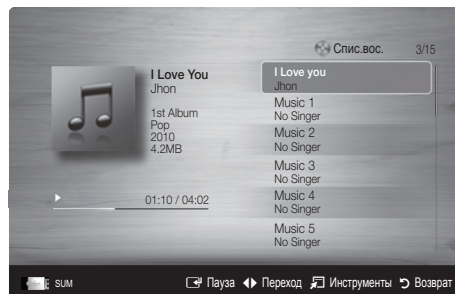 Спис.вос. 3/15
I Love You
Jhon
1st Album
Pop
2010
4.2MB
01:10 / 04:02
I Love you
Jhon
Music 1
No Singer
Music 2
No Singer
Music 3
No Singer
Music 4
No Singer
Music 5
No Singer
SUM Пауза Переход Инструменты Возврат